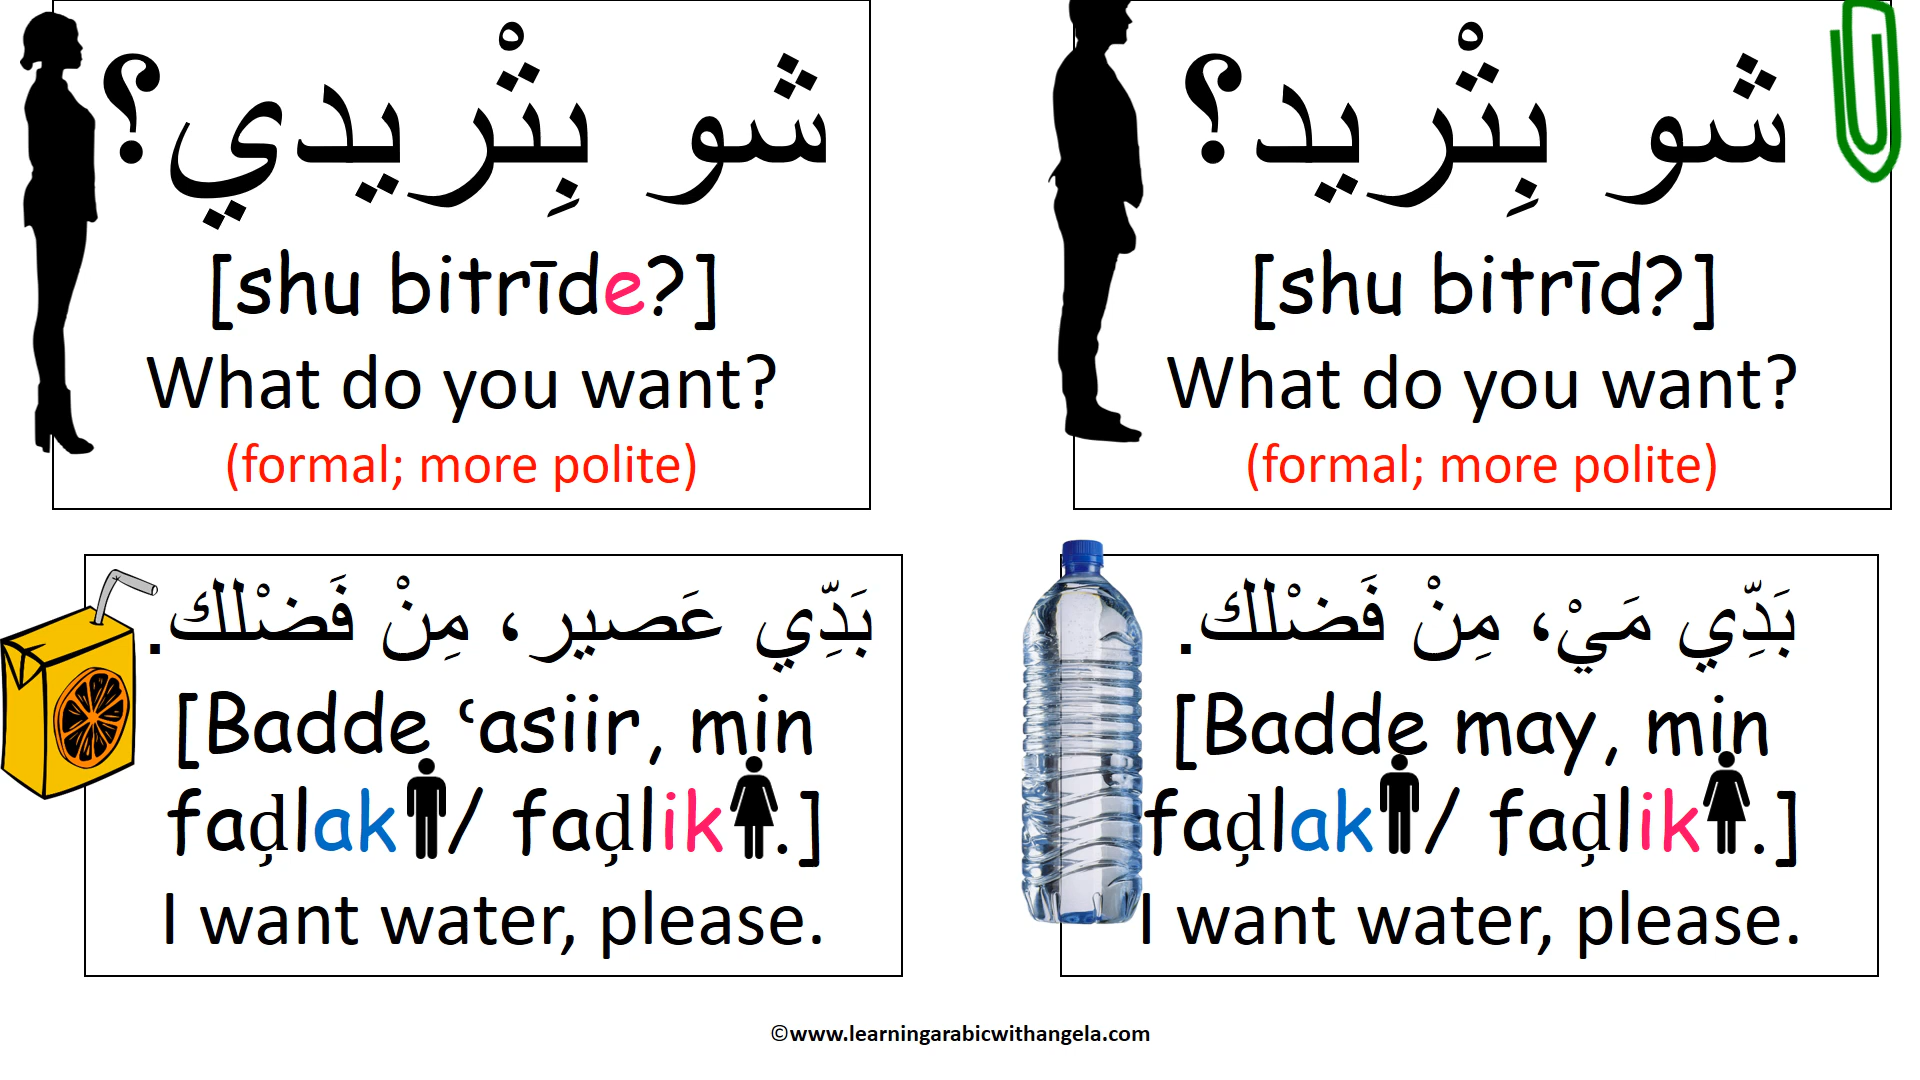 شو بِتْريدي؟
[shu bitrīde?]
What do you want?
(formal; more polite)
شو بِتْريد؟
[shu bitrīd?]
What do you want?
(formal; more polite)
بَدِّي عَصير، مِنْ فَضْلك.
[Badde ʿasiir, min
faḍlak/ faḍlik.]
I want water, please.
بَدِّي مَيْ، مِنْ فَضْلك.
[Badde may, min
faḍlak/ faḍlik.]
I want water, please.
©www.learningarabicwithangela.com